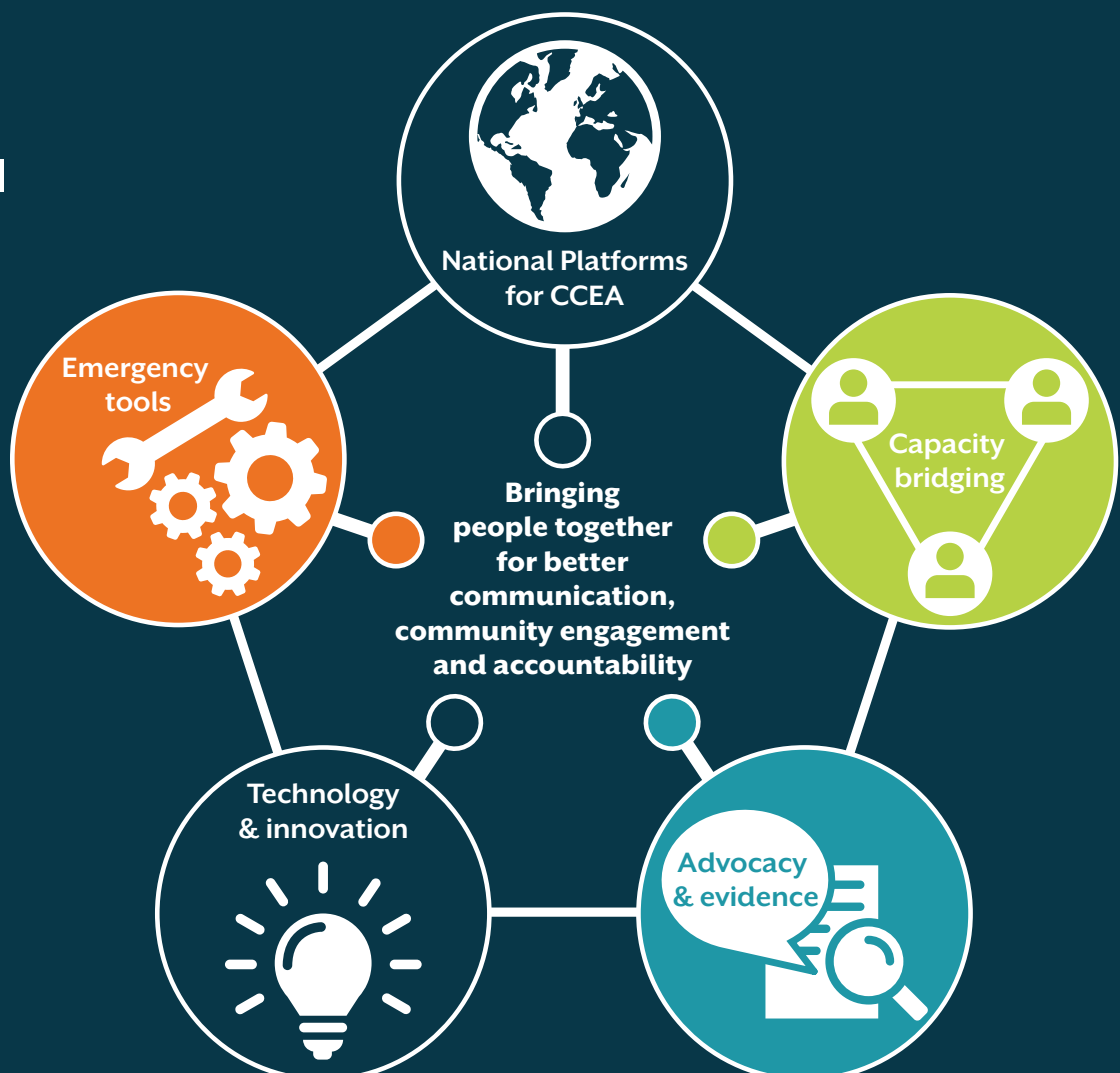 National Platforms
for CCEA
Emergency
tools
Capacity
bridging
Bringing
people together
for better
communication,
community engagement
and accountability
Technology
& innovation
Advocacy
& evidence